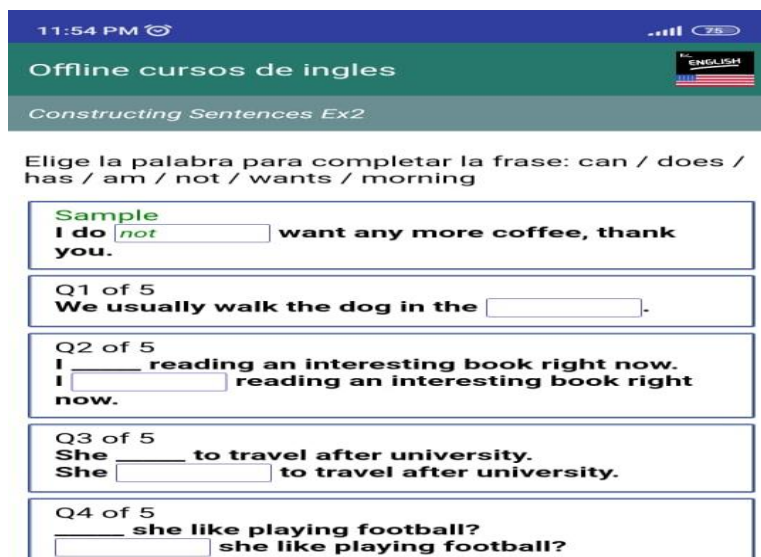 11:54 PM
75
Offline cursos de ingles
ENGLISH
Constructing Sentences Ex2
Elige la palabra para completar la frase: can / does /
has / am / not / wants / morning
Sample
I do not want any more coffee, thank
you.
Q1 of 5
We usually walk the dog in the .
Q2 of 5
I _____ reading an interesting book right now.
I reading an interesting book right
now.
Q3 of 5
She _____ to travel after university.
She to travel after university.
Q4 of 5
_____ she like playing football?
she like playing football?